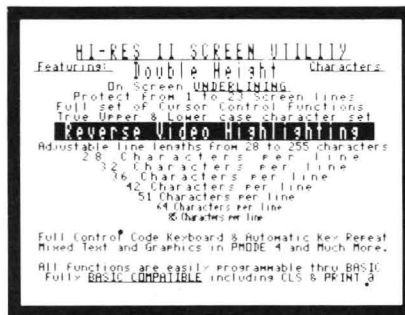 HI-RES II SCREEN UTILITY
Featuring: Double Height Characters
On Screen UNDERLINING
Protect from 1 to 23 Screen lines
Full set of Cursor Control Functions
True Upper & Lower case character set
Reverse Video Highlighting
Adjustable line lengths from 28 to 255 characters
28 Characters per line
32 Characters per line
36 Characters per line
42 Characters per line
51 Characters per line
64 Characters per line
85 Characters per line
Full Control Code Keyboard & Automatic Key Repeat
Mixed Text and Graphics in PMODE 4 and Much More.
All functions are easily programmable thru BASIC
Fully BASIC COMPATIBLE including CLS & PRINT @